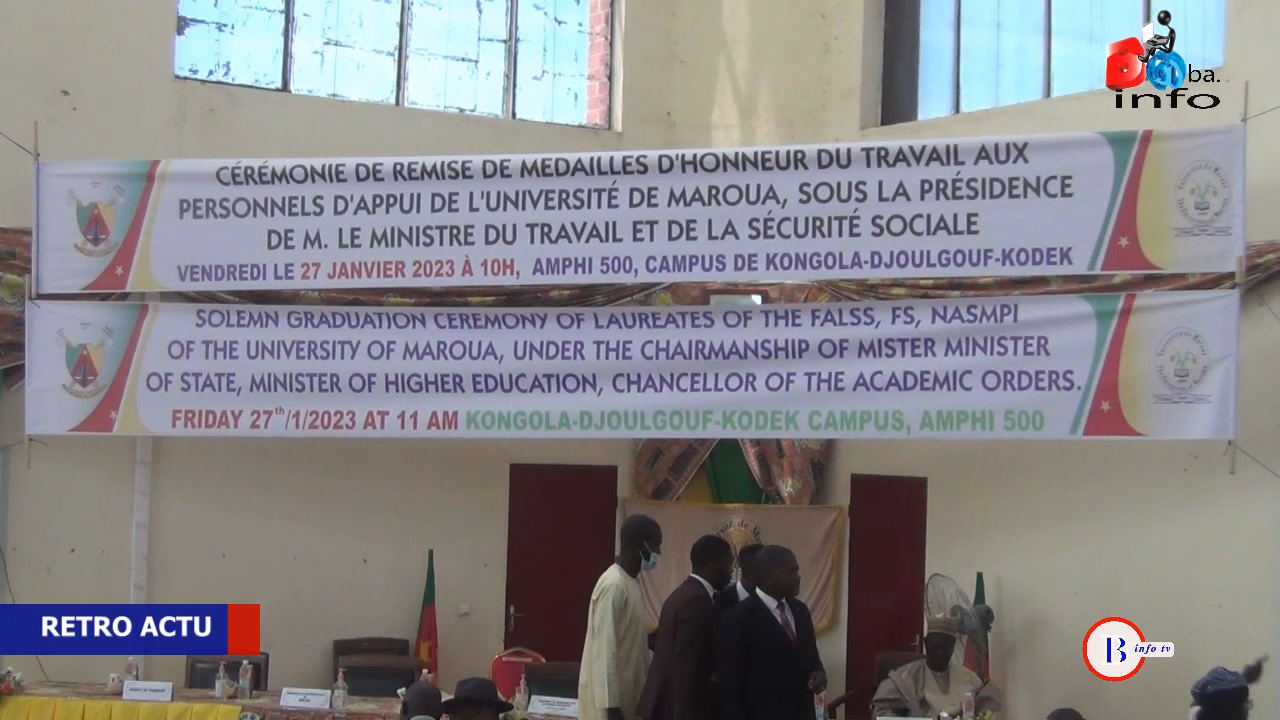 ba.
info
CÉRÉMONIE DE REMISE DE MEDAILLES D'HONNEUR DU TRAVAIL AUX
PERSONNELS D'APPUI DE L'UNIVERSITÉ DE MAROUA, SOUS LA PRÉSIDENCE
DE M. LE MINISTRE DU TRAVAIL ET DE LA SÉCURITÉ SOCIALE
VENDREDI LE 27 JANVIER 2023 À 10H, AMPHI 500, CAMPUS DE KONGOLA-DJOULGOUF-KODEK
SOLEMN GRADUATION CEREMONY OF LAUREATES OF THE FALSS, FS, NASMPI
OF THE UNIVERSITY OF MAROUA, UNDER THE CHAIRMANSHIP OF MISTER MINISTER
OF STATE, MINISTER OF HIGHER EDUCATION, CHANCELLOR OF THE ACADEMIC ORDERS.
FRIDAY 27th/1/2023 AT 11 AM KONGOLA-DJOULGOUF-KODEK CAMPUS, AMPHI 500
RETRO ACTU
B info tv